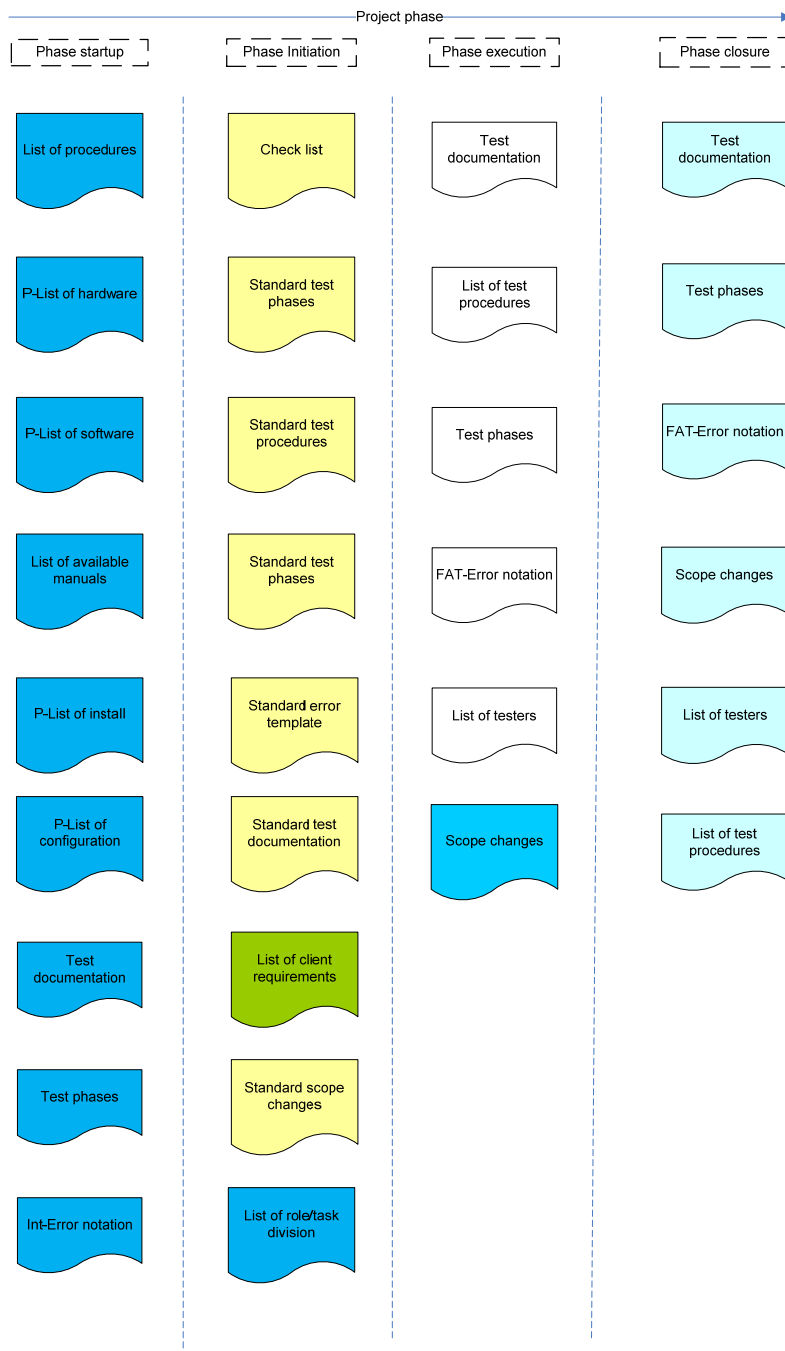 Project phase
Phase startup
Phase Initiation
Phase execution
Phase closure
List of procedures
P-List of hardware
P-List of software
List of available
manuals
P-List of install
P-List of
configuration
Test
documentation
Test phases
Int-Error notation
Check list
Standard test
phases
Standard test
procedures
Standard test
phases
Standard error
template
Standard test
documentation
List of client
requirements
Standard scope
changes
List of role/task
division
Test
documentation
List of test
procedures
Test phases
FAT-Error notation
List of testers
Scope changes
Test
documentation
Test phases
FAT-Error notation
Scope changes
List of testers
List of test
procedures